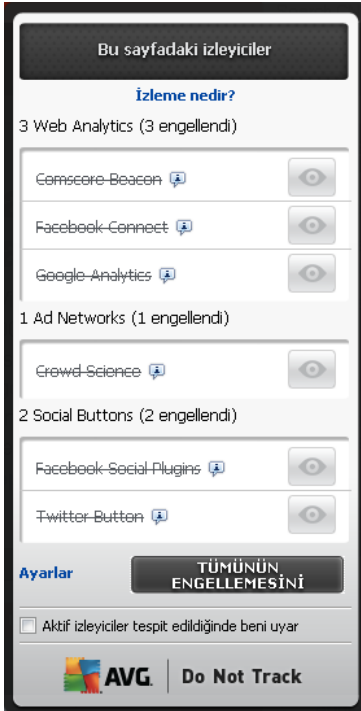 Bu sayfadaki izleyiciler
İzleme nedir?
3 Web Analytics (3 engellendi)
Comscore Beacon
Facebook Connect
Google Analytics
1 Ad Networks (1 engellendi)
Crowd Science
2 Social Buttons (2 engellendi)
Facebook Social Plugins
Twitter Button
Ayarlar
TÜMÜNÜN
ENGELLEMESİNİ
Aktif izleyiciler tespit edildiğinde beni uyar
AVG. Do Not Track